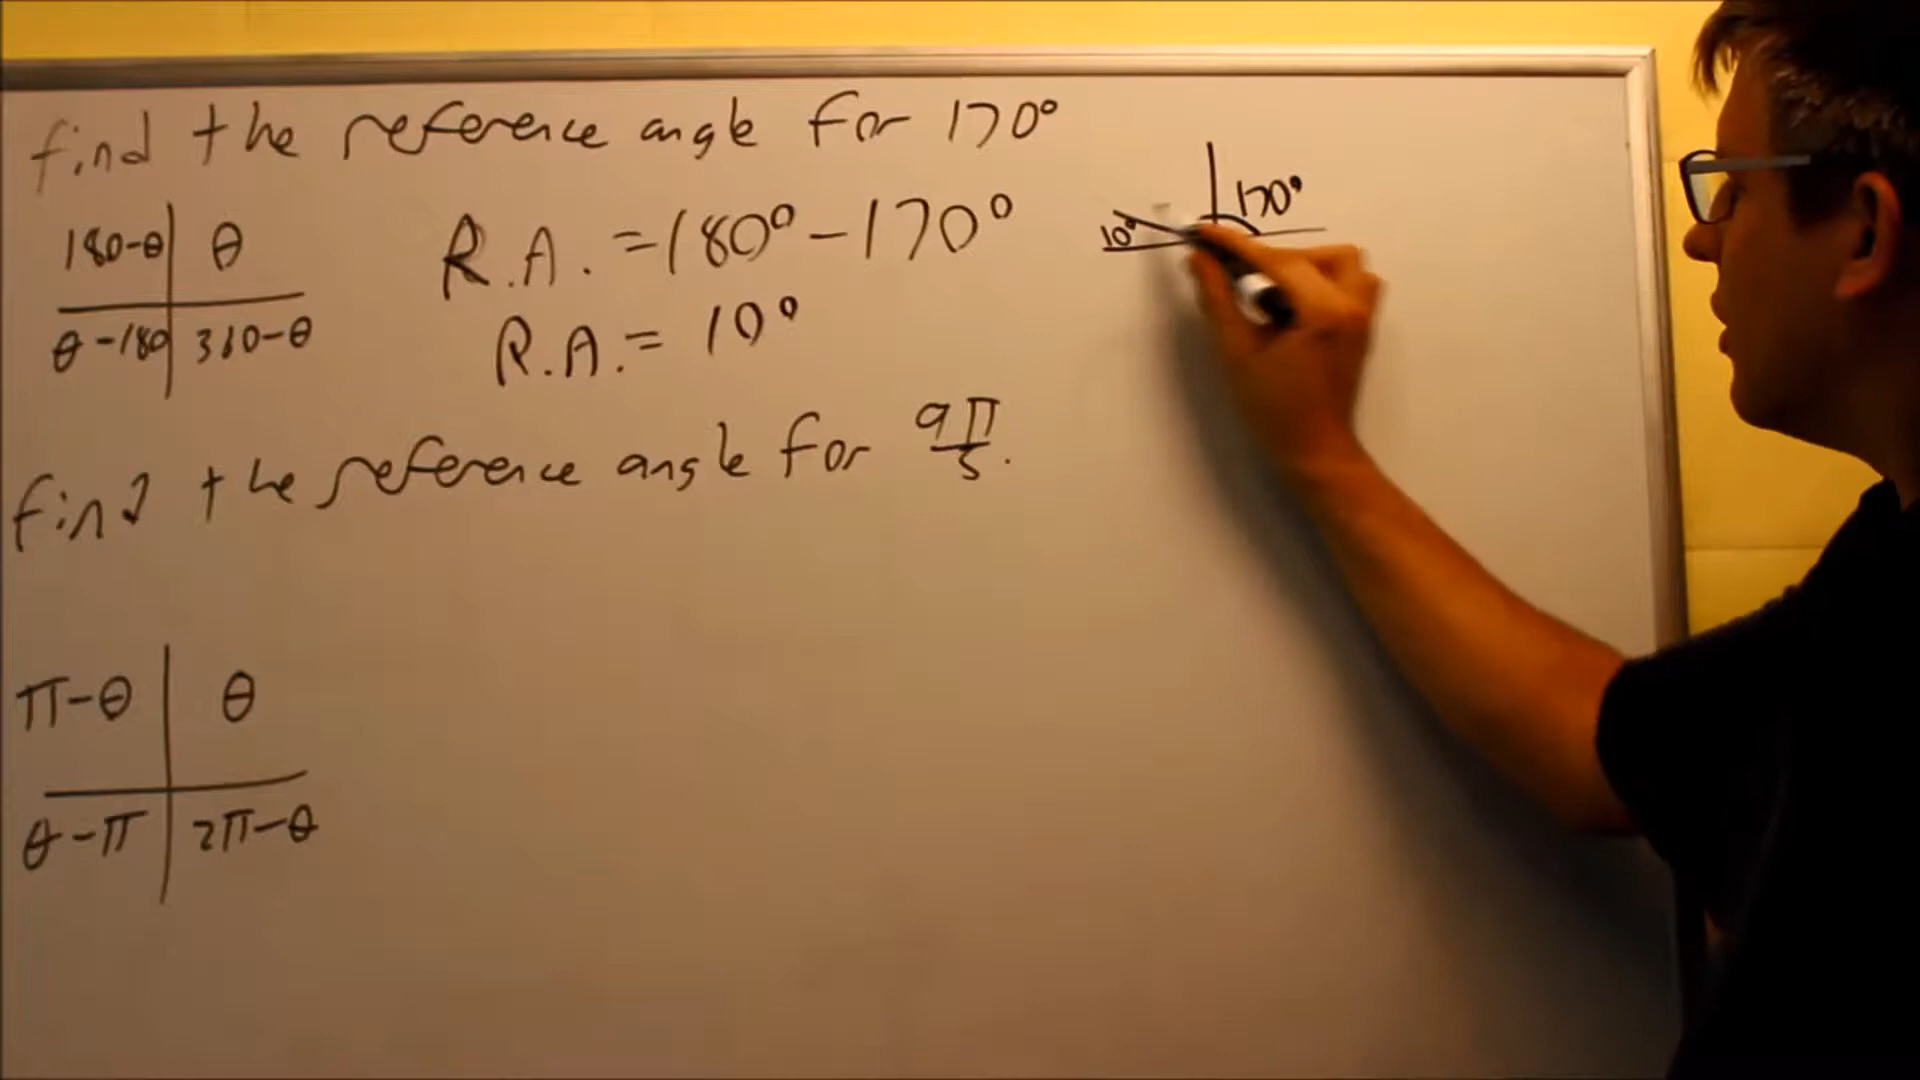 find the reference angle for 170°
180-θ θ
θ-180 360-θ
R.A. = 180° - 170°
R.A. = 10°
170°
10°
find the reference angle for 9π/5.
π-θ θ
θ-π 2π-θ